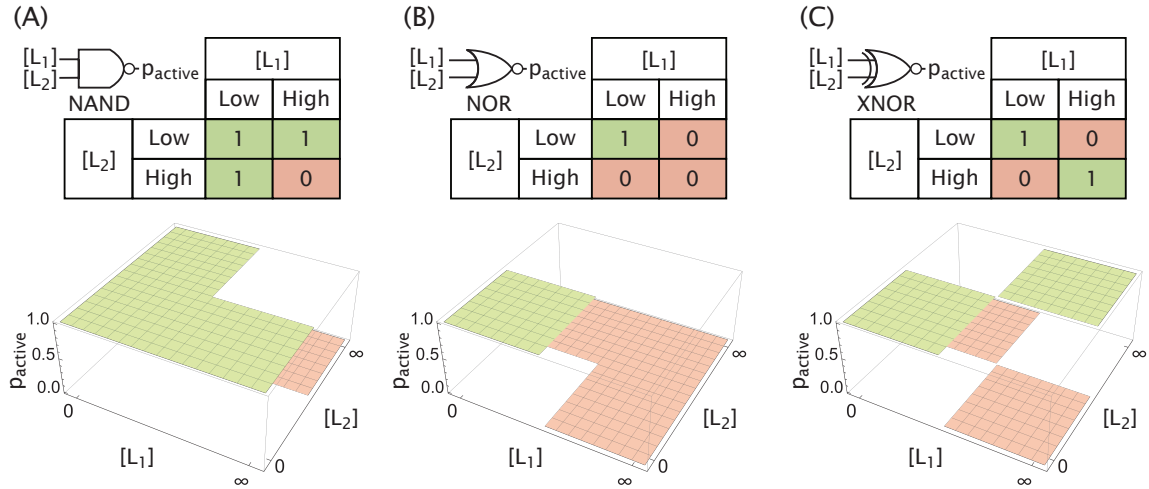 (A)
[L1]
[L2]
pactive
NAND
[L1]
Low High
[L2]
Low 1 1
High 1 0
1.0
0.5
0.0
pactive
0
[L1]
∞
0
[L2]
∞
(B)
[L1]
[L2]
pactive
NOR
[L1]
Low High
[L2]
Low 1 0
High 0 0
1.0
0.5
0.0
pactive
0
[L1]
∞
0
[L2]
∞
(C)
[L1]
[L2]
pactive
XNOR
[L1]
Low High
[L2]
Low 1 0
High 0 1
1.0
0.5
0.0
pactive
0
[L1]
∞
0
[L2]
∞